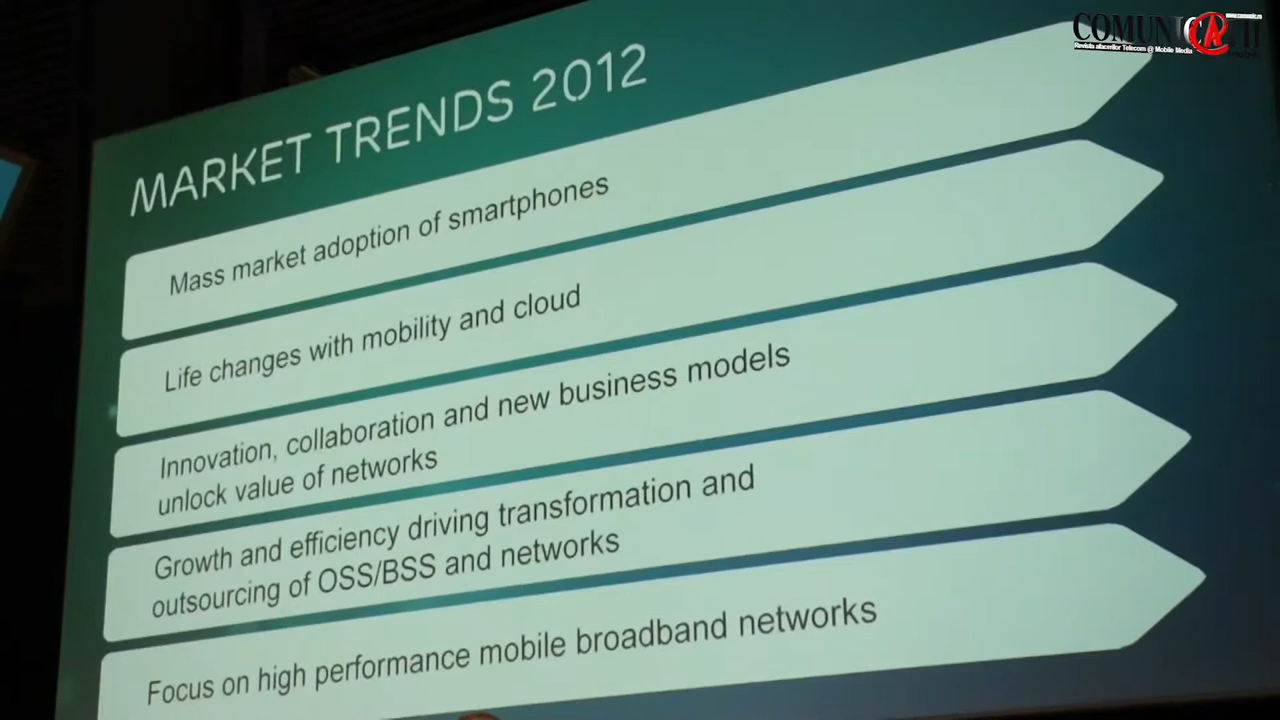 MARKET TRENDS 2012
Mass market adoption of smartphones
Life changes with mobility and cloud
Innovation, collaboration and new business models
unlock value of networks
Growth and efficiency driving transformation and
outsourcing of OSS/BSS and networks
Focus on high performance mobile broadband networks
Revista afacerilor Telecom @ Mobile Media